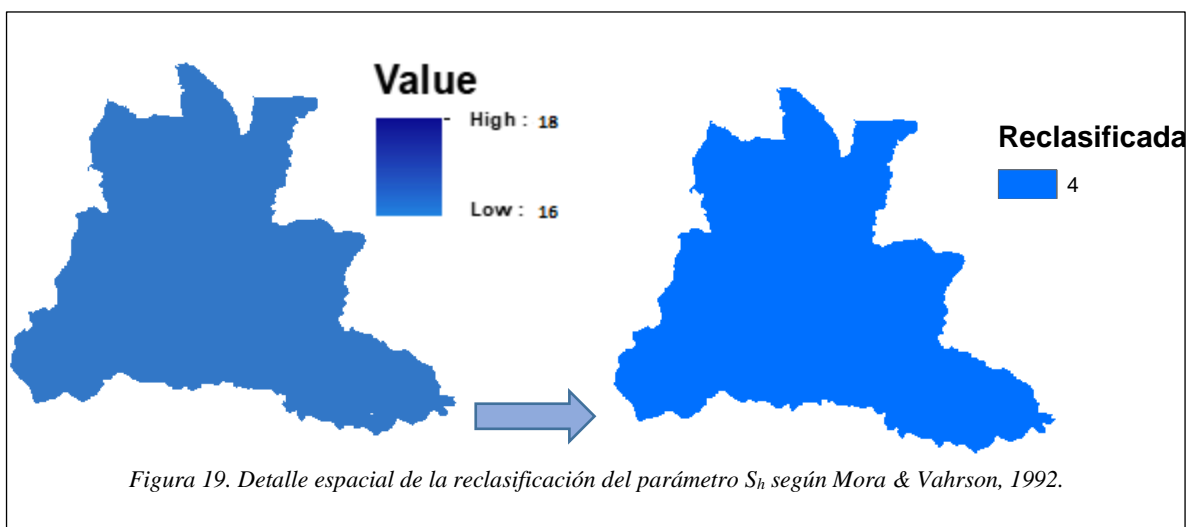 Value
High : 18
Low : 16
Reclasificada
4
Figura 19. Detalle espacial de la reclasificación del parámetro Sh según Mora & Vahrson, 1992.